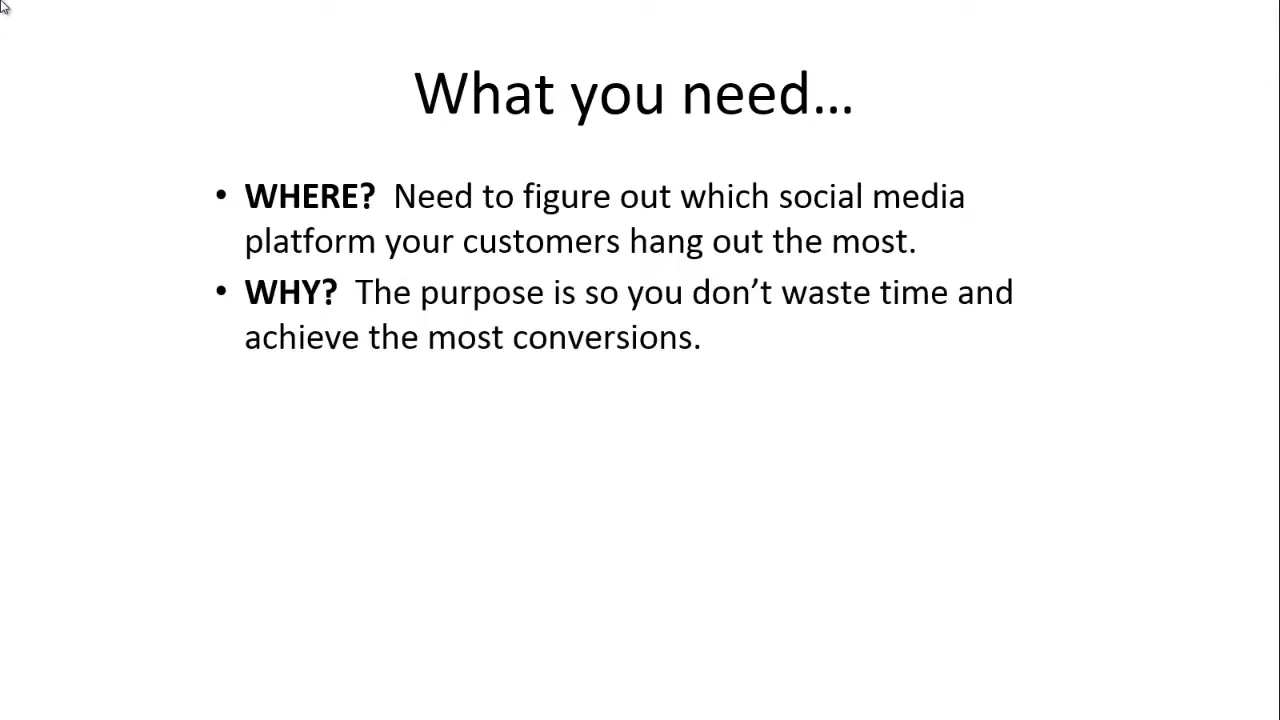 What you need...
• WHERE?  Need to figure out which social media
platform your customers hang out the most.
• WHY?  The purpose is so you don’t waste time and
achieve the most conversions.